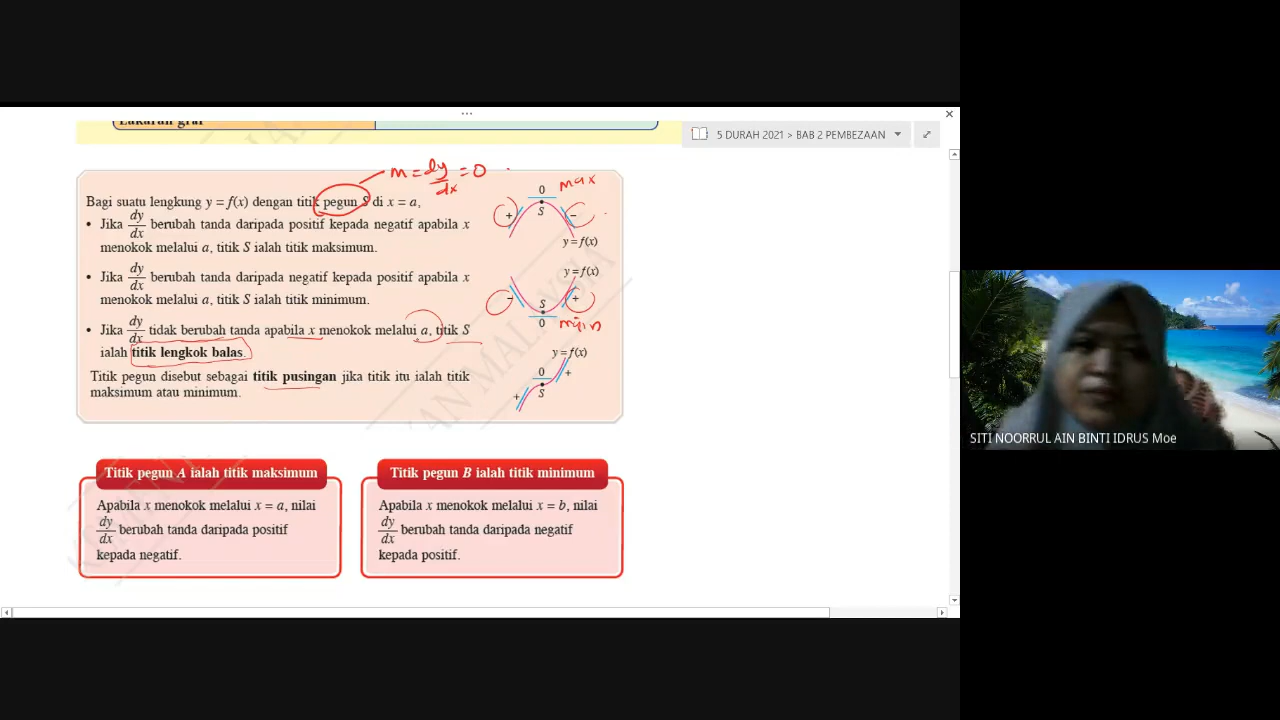 Lakaran graf
5 DURAH 2021 > BAB 2 PEMBEZAAN
m = dy/dx = 0
Bagi suatu lengkung y = f(x) dengan titik pegun S di x = a,
• Jika dy/dx berubah tanda daripada positif kepada negatif apabila x
menokok melalui a, titik S ialah titik maksimum.
• Jika dy/dx berubah tanda daripada negatif kepada positif apabila x
menokok melalui a, titik S ialah titik minimum.
• Jika dy/dx tidak berubah tanda apabila x menokok melalui a, titik S
ialah titik lengkok balas.
Titik pegun disebut sebagai titik pusingan jika titik itu ialah titik
maksimum atau minimum.
0
max
+
S
–
y = f(x)
y = f(x)
–
S
+
0
min
y = f(x)
0
+
+
S
Titik pegun A ialah titik maksimum
Apabila x menokok melalui x = a, nilai
dy/dx berubah tanda daripada positif
kepada negatif.
Titik pegun B ialah titik minimum
Apabila x menokok melalui x = b, nilai
dy/dx berubah tanda daripada negatif
kepada positif.
SITI NOORRUL AIN BINTI IDRUS Moe